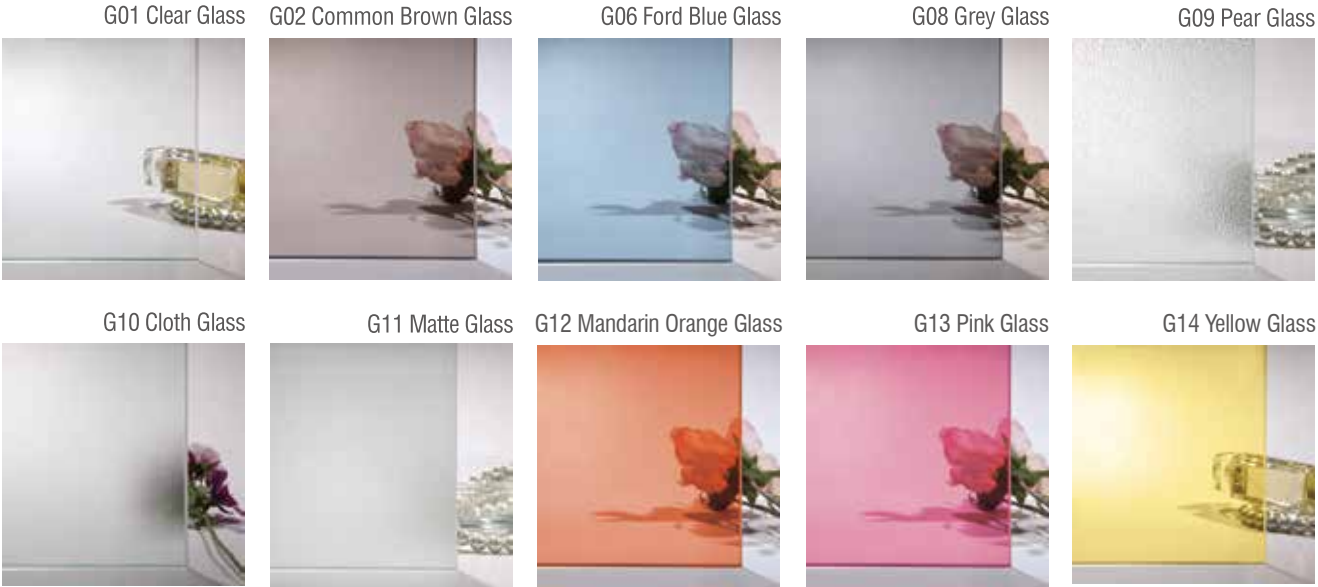 G01 Clear Glass
G02 Common Brown Glass
G06 Ford Blue Glass
G08 Grey Glass
G09 Pear Glass
G10 Cloth Glass
G11 Matte Glass
G12 Mandarin Orange Glass
G13 Pink Glass
G14 Yellow Glass